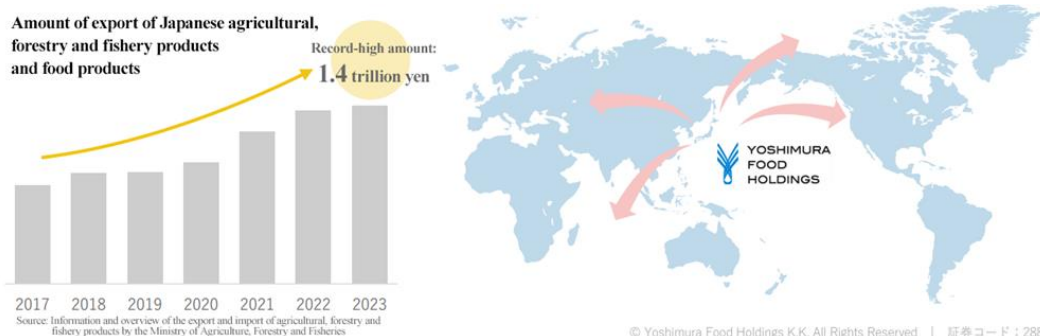 Amount of export of Japanese agricultural,
forestry and fishery products
and food products
Record-high amount:
1.4 trillion yen
2017 2018 2019 2020 2021 2022 2023
Source: Information and overview of the export and import of agricultural, forestry and
fishery products by the Ministry of Agriculture, Forestry and Fisheries
YOSHIMURA
FOOD
HOLDINGS
© Yoshimura Food Holdings K.K. All Rights Reserved | 証券コード：288